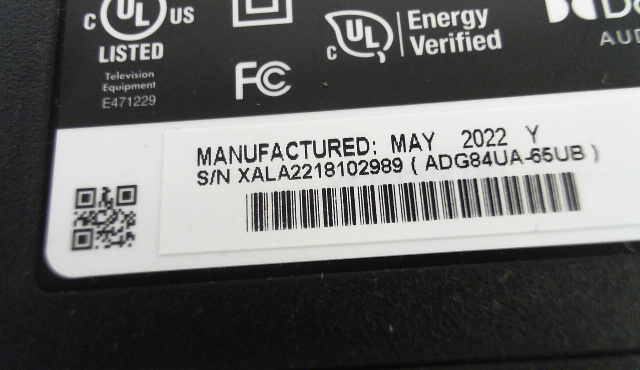 c UL US
LISTED
Television
Equipment
E471229
FC
c UL Energy
Verified
AUD
MANUFACTURED: MAY 2022 Y
S/N XALA2218102989 ( ADG84UA-65UB )